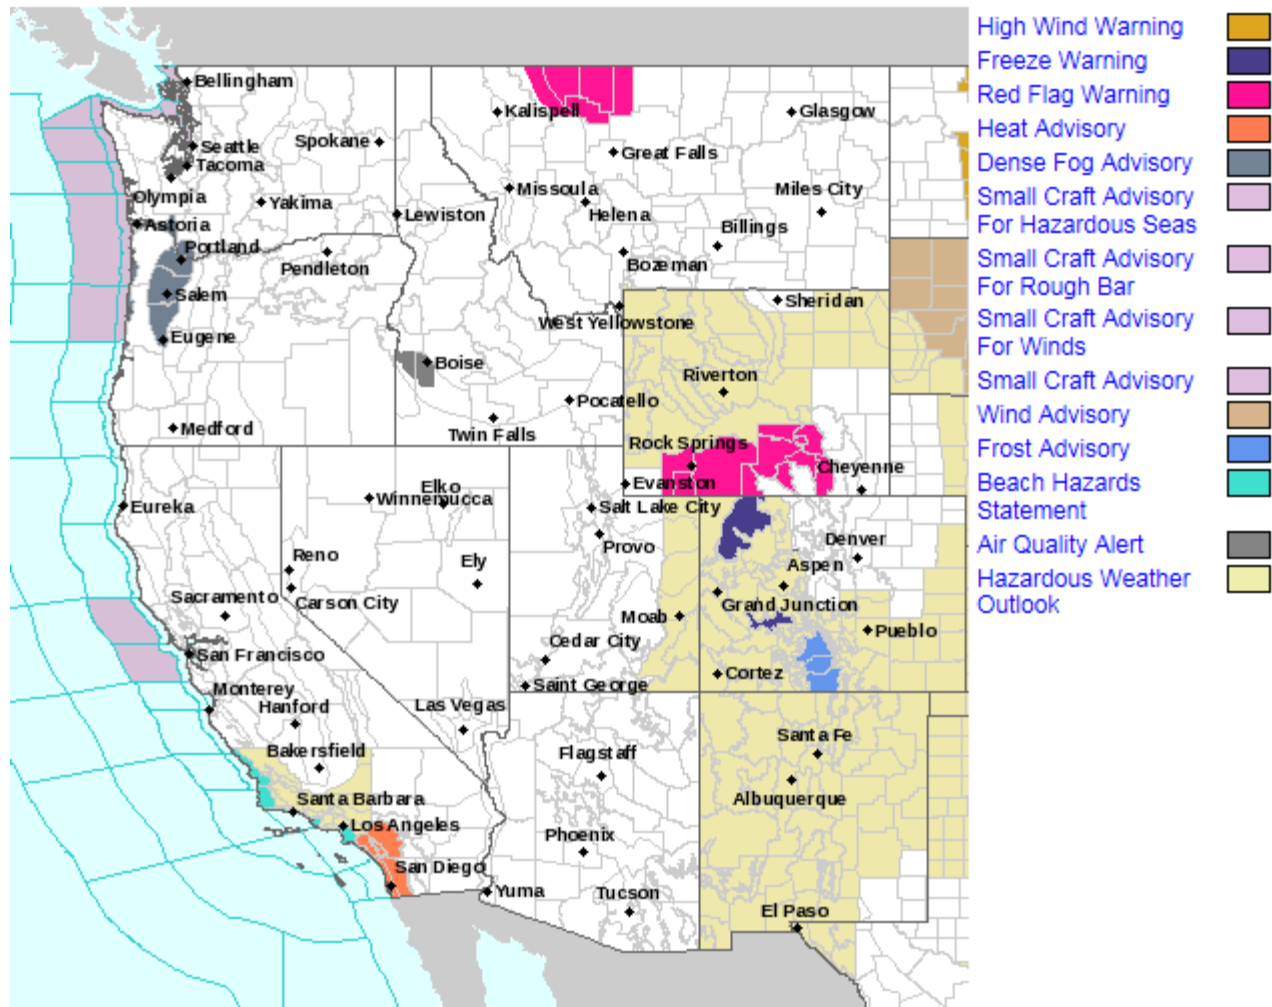 Bellingham
Kalispell
Glasgow
Spokane
Seattle
Great Falls
Tacoma
Missoula
Miles City
Olympia
Yakima
Helena
Lewiston
Astoria
Billings
Portland
Pendleton
Bozeman
Salem
Sheridan
West Yellowstone
Eugene
Boise
Riverton
Pocatello
Medford
Twin Falls
Rock Springs
Cheyenne
Evanston
Elko
Winnemucca
Eureka
Salt Lake City
Provo
Denver
Reno
Ely
Aspen
Sacramento
Carson City
Grand Junction
Moab
Pueblo
Cedar City
San Francisco
Cortez
Saint George
Monterey
Hanford
Las Vegas
Santa Fe
Bakersfield
Flagstaff
Santa Barbara
Albuquerque
Los Angeles
Phoenix
San Diego
Yuma
Tucson
El Paso
High Wind Warning
Freeze Warning
Red Flag Warning
Heat Advisory
Dense Fog Advisory
Small Craft Advisory
For Hazardous Seas
Small Craft Advisory
For Rough Bar
Small Craft Advisory
For Winds
Small Craft Advisory
Wind Advisory
Frost Advisory
Beach Hazards
Statement
Air Quality Alert
Hazardous Weather
Outlook